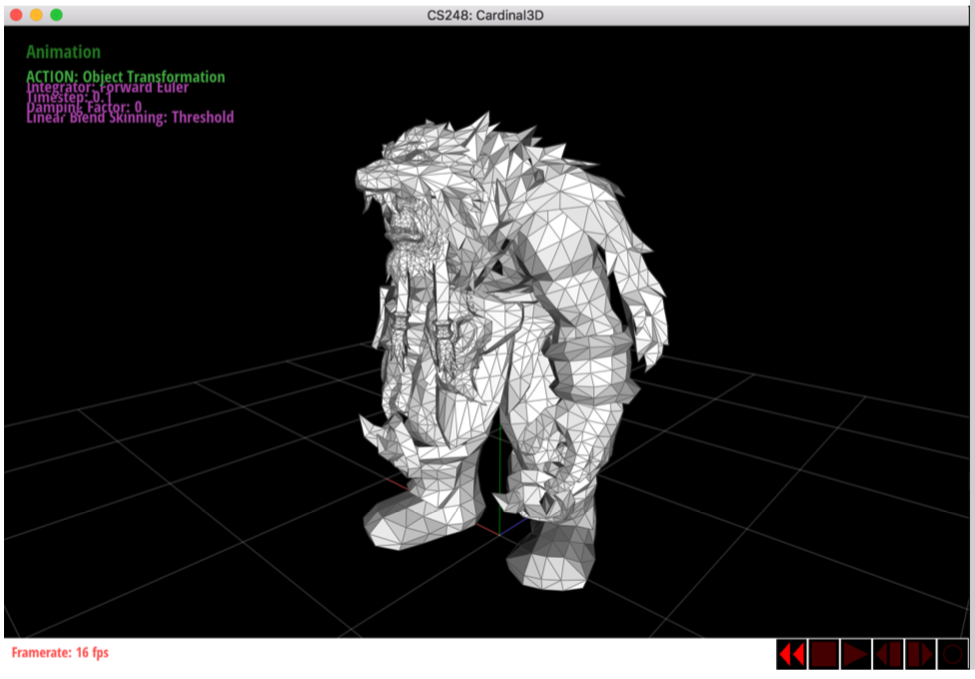 CS248: Cardinal3D
Animation
ACTION: Object Transformation
Integrator: Forward Euler
Timestep: 0.1
Damping Factor: 0
Linear Blend Skinning: Threshold
Framerate: 16 fps